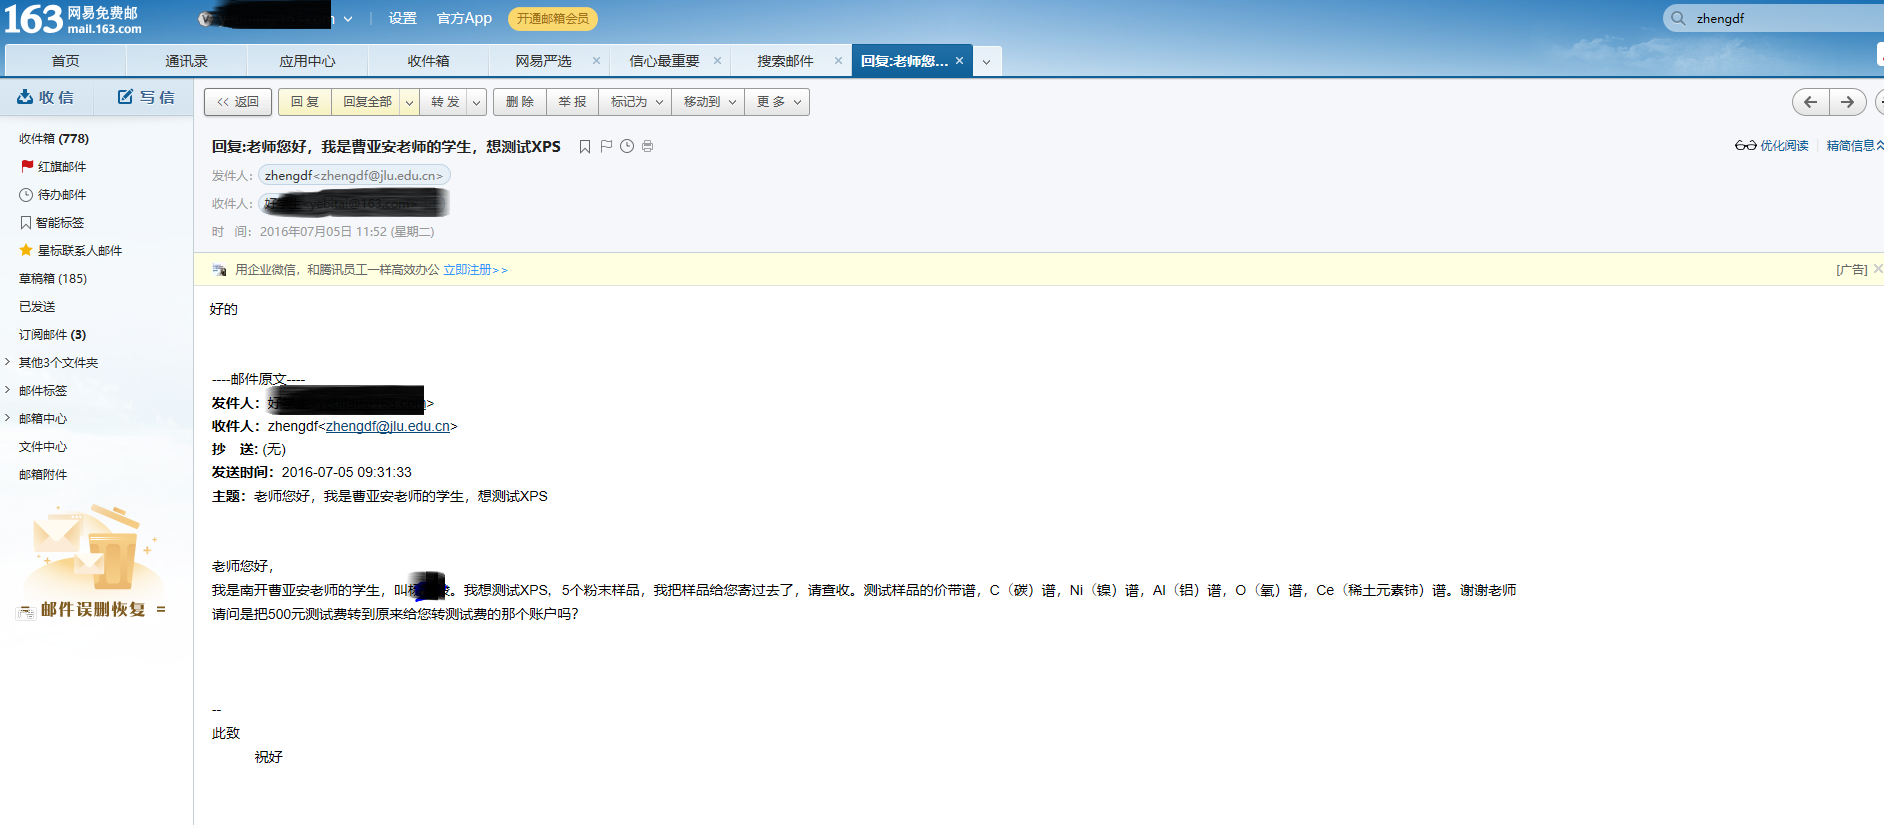 163 网易免费邮
mail.163.com
设置
官方App
开通邮箱会员
zhengdf
首页
通讯录
应用中心
收件箱
网易严选 ×
信心最重要 ×
搜索邮件 ×
回复:老师您... ×
收信
写信
<< 返回
回复
回复全部
转发
删除
举报
标记为
移动到
更多
收件箱 (778)
红旗邮件
待办邮件
智能标签
星标联系人邮件
草稿箱 (185)
已发送
订阅邮件 (3)
其他3个文件夹
邮件标签
邮箱中心
文件中心
邮箱附件
邮件误删恢复
回复:老师您好，我是曹亚安老师的学生，想测试XPS
优化阅读
精简信息
发件人：zhengdf<zhengdf@jlu.edu.cn>
收件人：
时 间：2016年07月05日 11:52 (星期二)
用企业微信，和腾讯员工一样高效办公 立即注册>>
[广告] ×
好的
----邮件原文----
发件人：
收件人：zhengdf<zhengdf@jlu.edu.cn>
抄 送: (无)
发送时间：2016-07-05 09:31:33
主题：老师您好，我是曹亚安老师的学生，想测试XPS
老师您好，
我是南开曹亚安老师的学生，叫。我想测试XPS，5个粉末样品，我把样品给您寄过去了，请查收。测试样品的价带谱，C（碳）谱，Ni（镍）谱，Al（铝）谱，O（氧）谱，Ce（稀土元素铈）谱。谢谢老师
请问是把500元测试费转到原来给您转测试费的那个账户吗？
--
此致
祝好